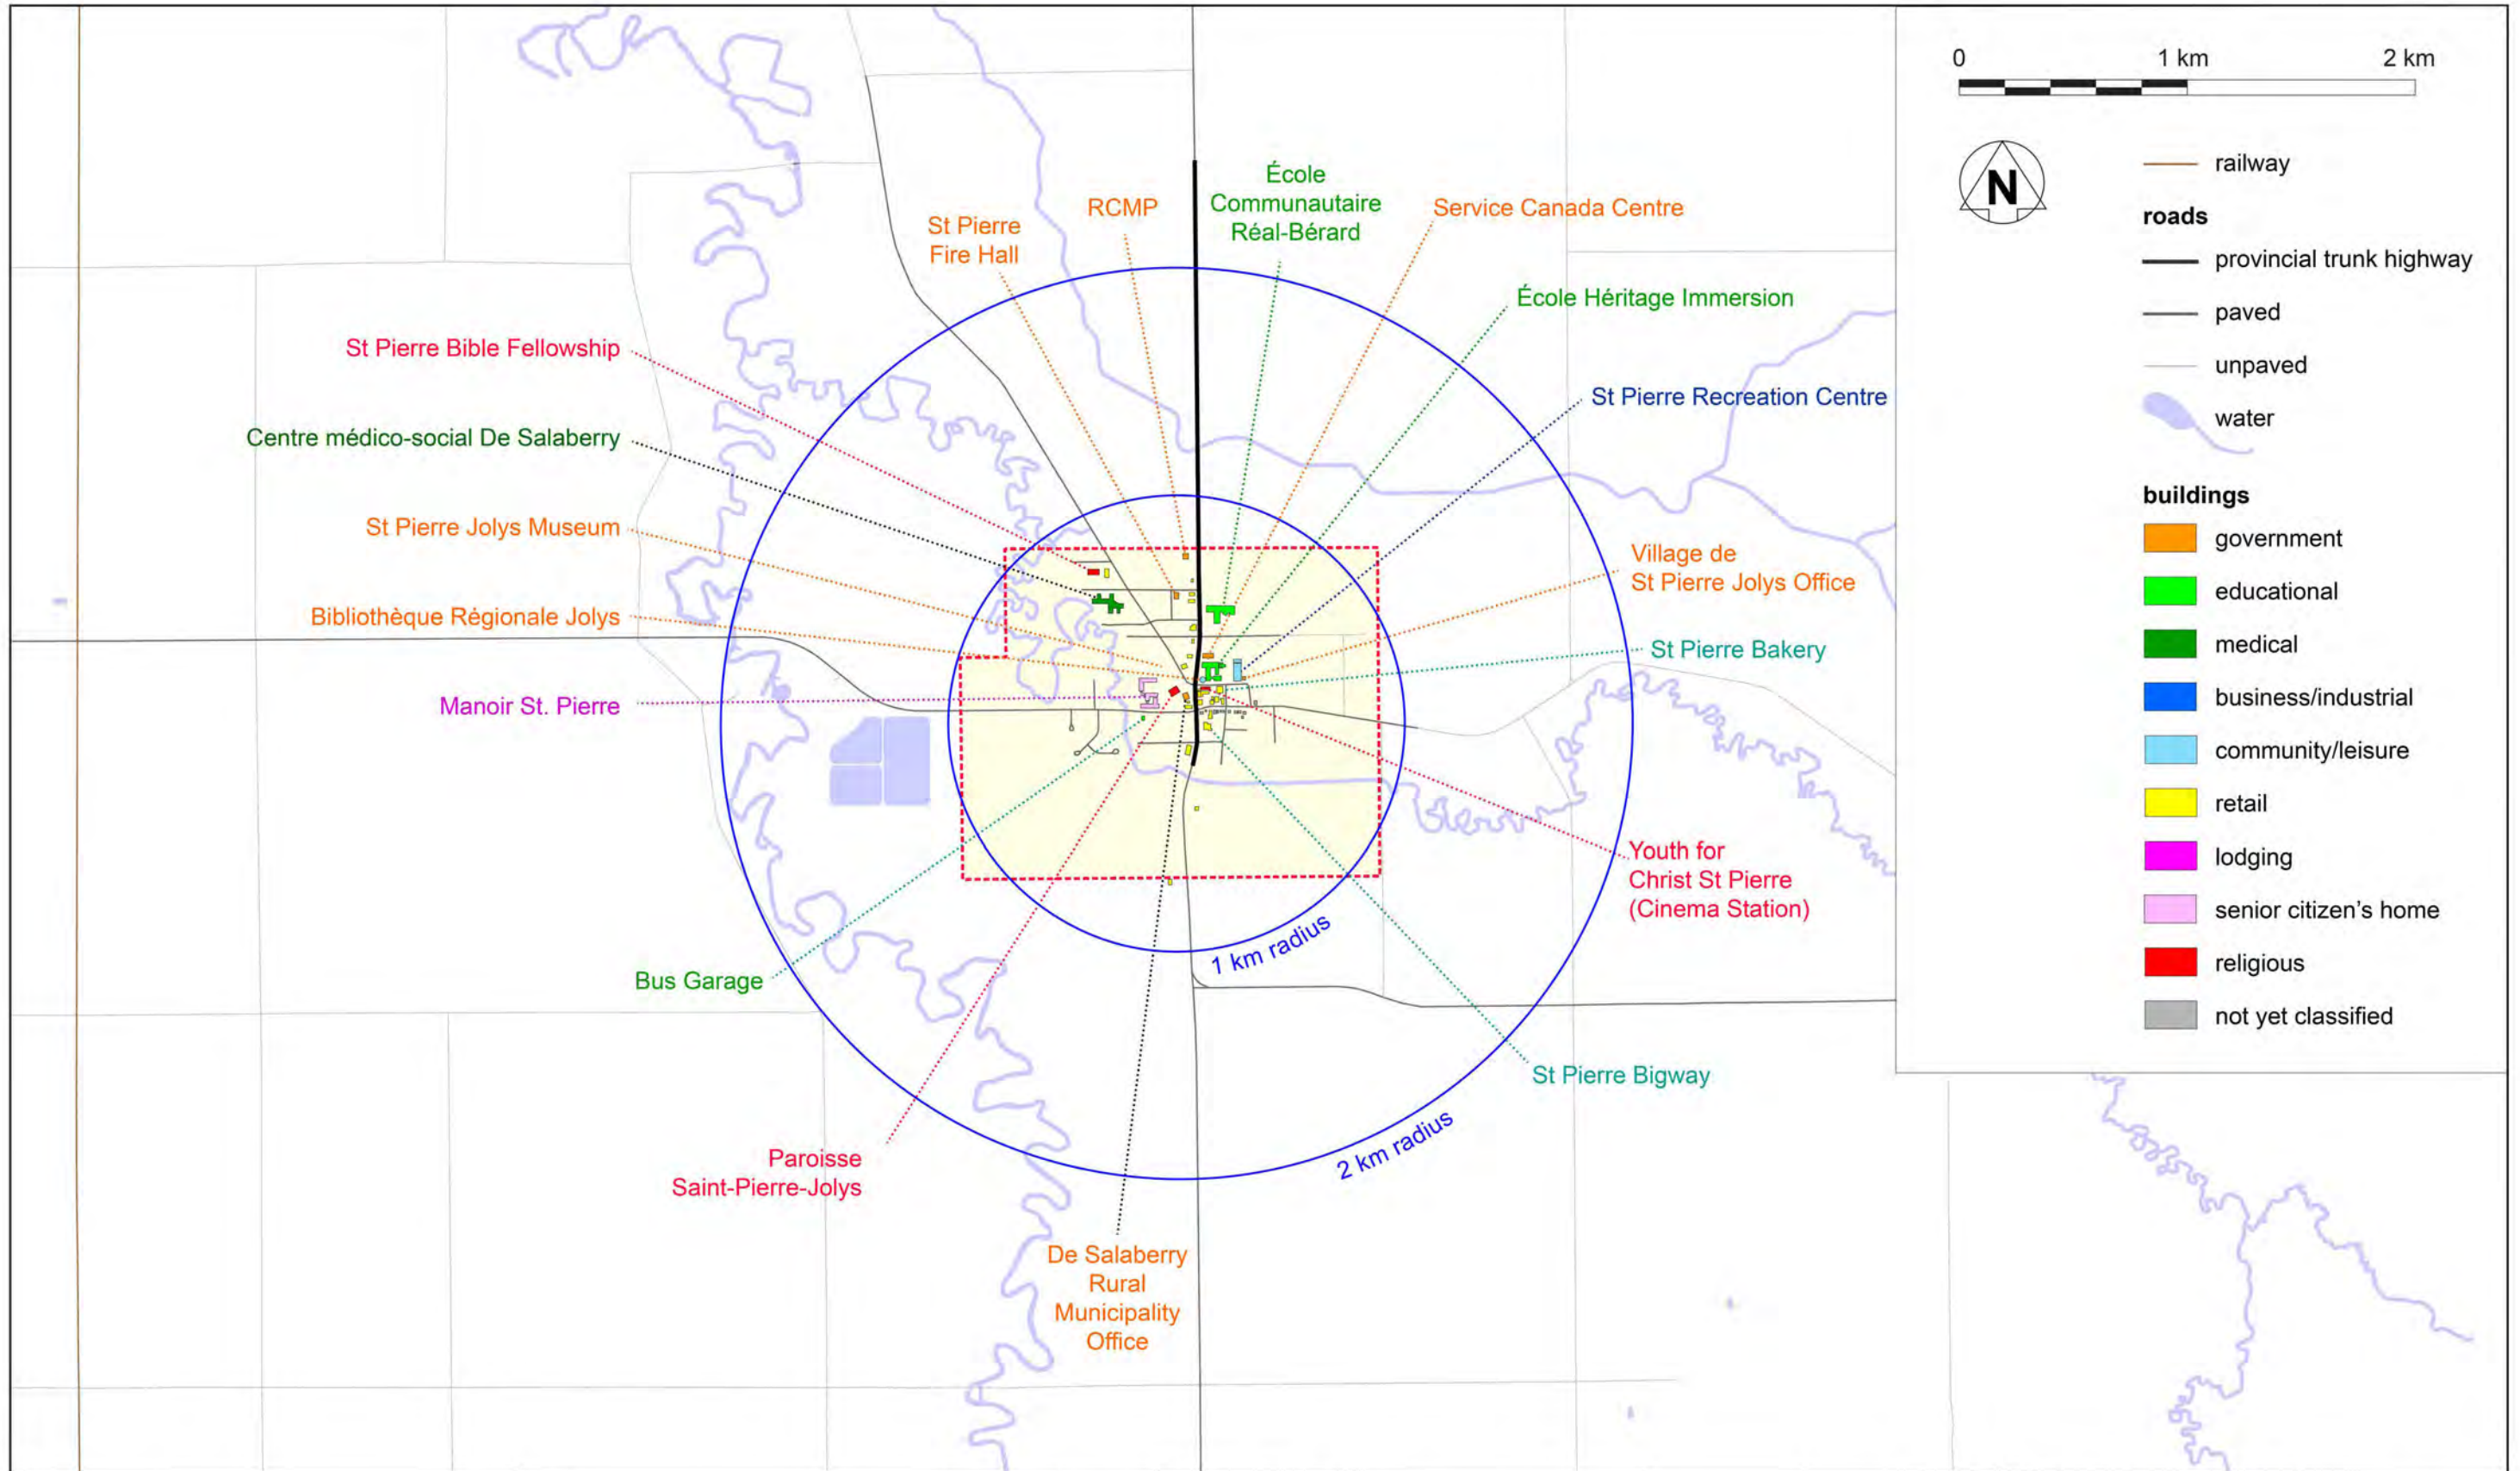 0 1 km 2 km
N
railway
roads
provincial trunk highway
paved
unpaved
water
buildings
government
educational
medical
business/industrial
community/leisure
retail
lodging
senior citizen's home
religious
not yet classified
St Pierre
Fire Hall
RCMP
École
Communautaire
Réal-Bérard
Service Canada Centre
École Héritage Immersion
St Pierre Recreation Centre
Village de
St Pierre Jolys Office
St Pierre Bakery
Youth for
Christ St Pierre
(Cinema Station)
St Pierre Bigway
De Salaberry
Rural
Municipality
Office
Paroisse
Saint-Pierre-Jolys
Bus Garage
Manoir St. Pierre
Bibliothèque Régionale Jolys
St Pierre Jolys Museum
Centre médico-social De Salaberry
St Pierre Bible Fellowship
1 km radius
2 km radius